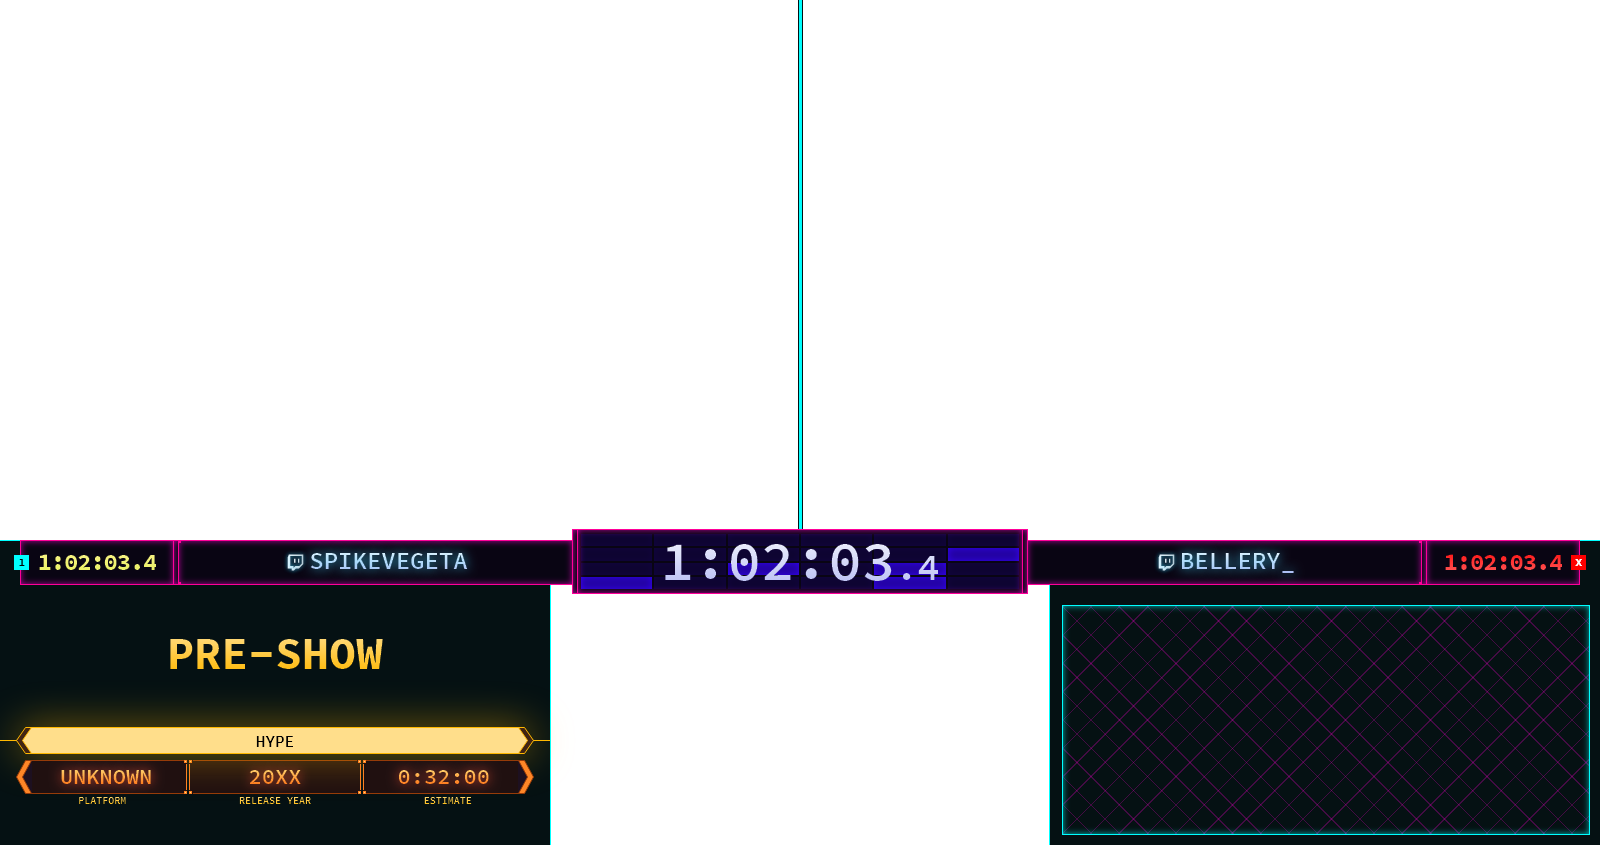 1 1:02:03.4 SPIKEVEGETA 1:02:03.4 BELLERY_ 1:02:03.4 X
PRE-SHOW
HYPE
UNKNOWN 20XX 0:32:00
PLATFORM RELEASE YEAR ESTIMATE